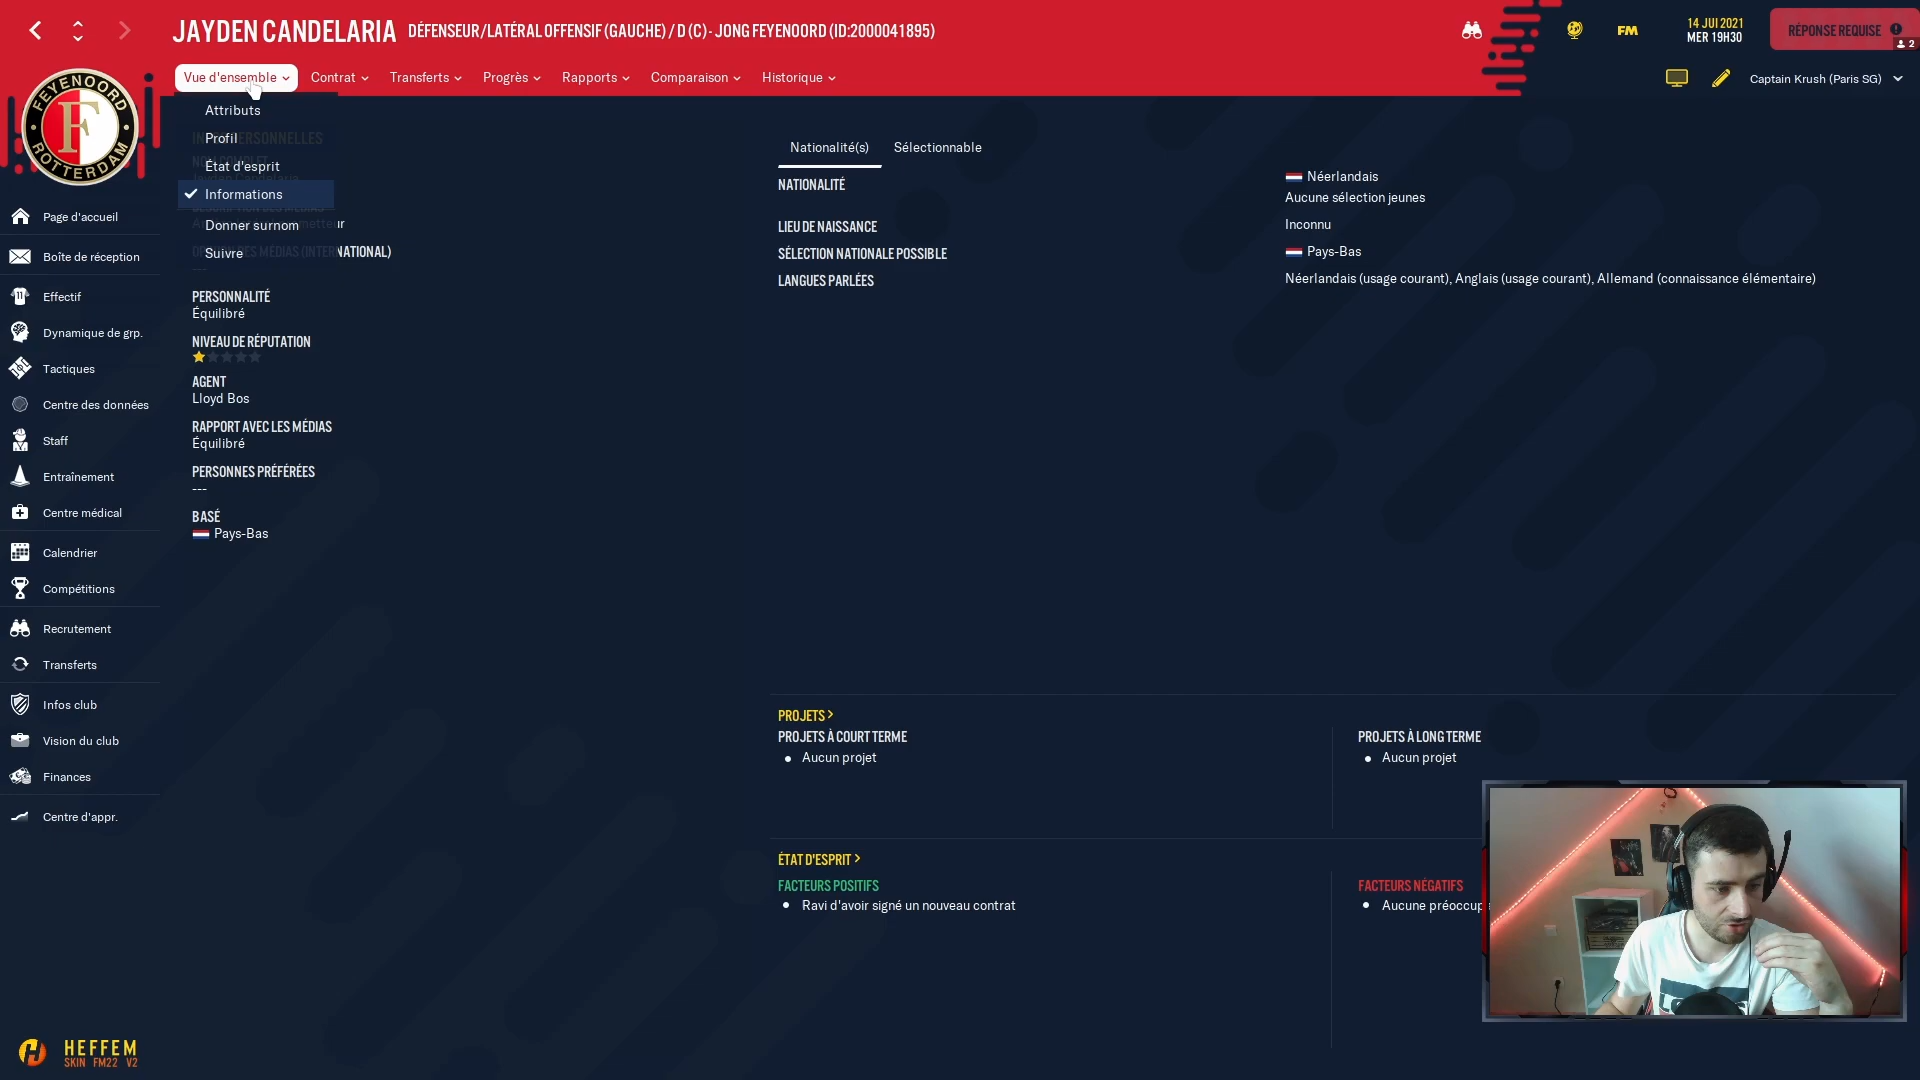 JAYDEN CANDELARIA DÉFENSEUR/LATÉRAL OFFENSIF (GAUCHE) / D (C) - JONG FEYENOORD (ID:2000041895)
FM
14 JUI 2021
MER 19H30
RÉPONSE REQUISE
2
Vue d'ensemble
Contrat
Transferts
Progrès
Rapports
Comparaison
Historique
Captain Krush (Paris SG)
FEYENOORD
F
ROTTERDAM
Attributs
Profil
État d'esprit
Informations
Donner surnom
Suivre
Page d'accueil
Boîte de réception
Effectif
Dynamique de grp.
Tactiques
Centre des données
Staff
Entraînement
Centre médical
Calendrier
Compétitions
Recrutement
Transferts
Infos club
Vision du club
Finances
Centre d'appr.
HEFFEM
SKIN FM22 V2
PERSONNALITÉ
Équilibré
NIVEAU DE RÉPUTATION
AGENT
Lloyd Bos
RAPPORT AVEC LES MÉDIAS
Équilibré
PERSONNES PRÉFÉRÉES
---
BASÉ
Pays-Bas
Nationalité(s)
Sélectionnable
NATIONALITÉ
Néerlandais
Aucune sélection jeunes
LIEU DE NAISSANCE
Inconnu
SÉLECTION NATIONALE POSSIBLE
Pays-Bas
LANGUES PARLÉES
Néerlandais (usage courant), Anglais (usage courant), Allemand (connaissance élémentaire)
PROJETS >
PROJETS À COURT TERME
Aucun projet
PROJETS À LONG TERME
Aucun projet
ÉTAT D'ESPRIT >
FACTEURS POSITIFS
Ravi d'avoir signé un nouveau contrat
FACTEURS NÉGATIFS